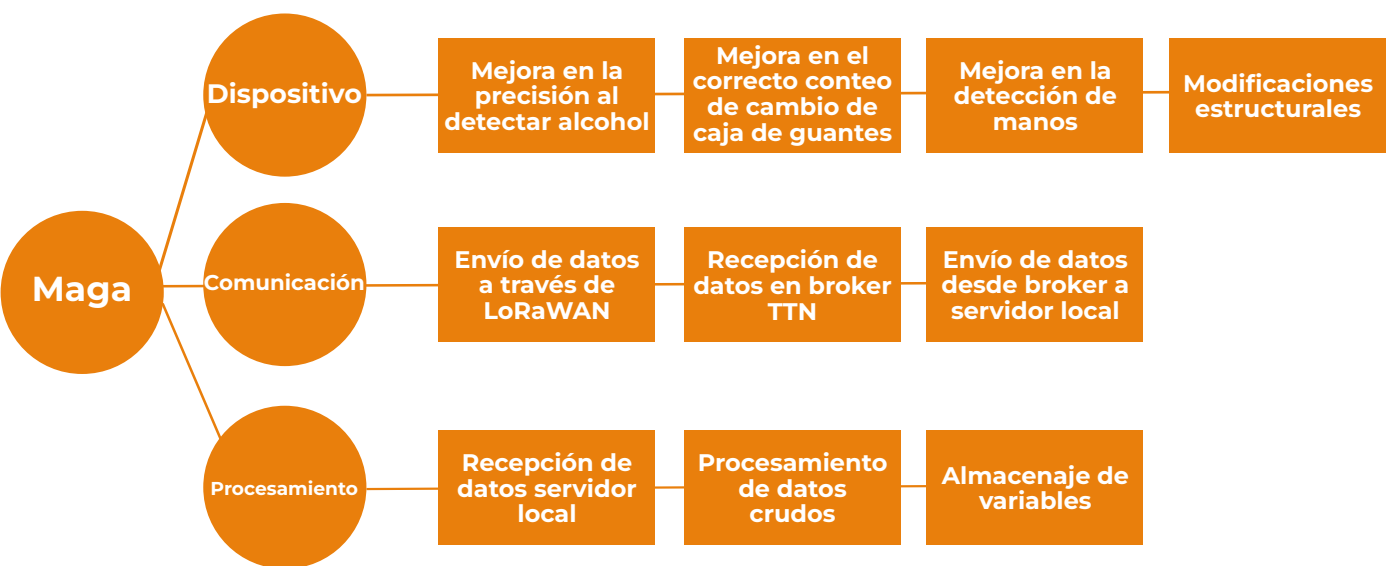 Maga
Dispositivo
Mejora en la
precisión al
detectar alcohol
Mejora en el
correcto conteo
de cambio de
caja de guantes
Mejora en la
detección de
manos
Modificaciones
estructurales
Comunicación
Envío de datos
a través de
LoRaWAN
Recepción de
datos en broker
TTN
Envío de datos
desde broker a
servidor local
Procesamiento
Recepción de
datos servidor
local
Procesamiento
de datos
crudos
Almacenaje de
variables